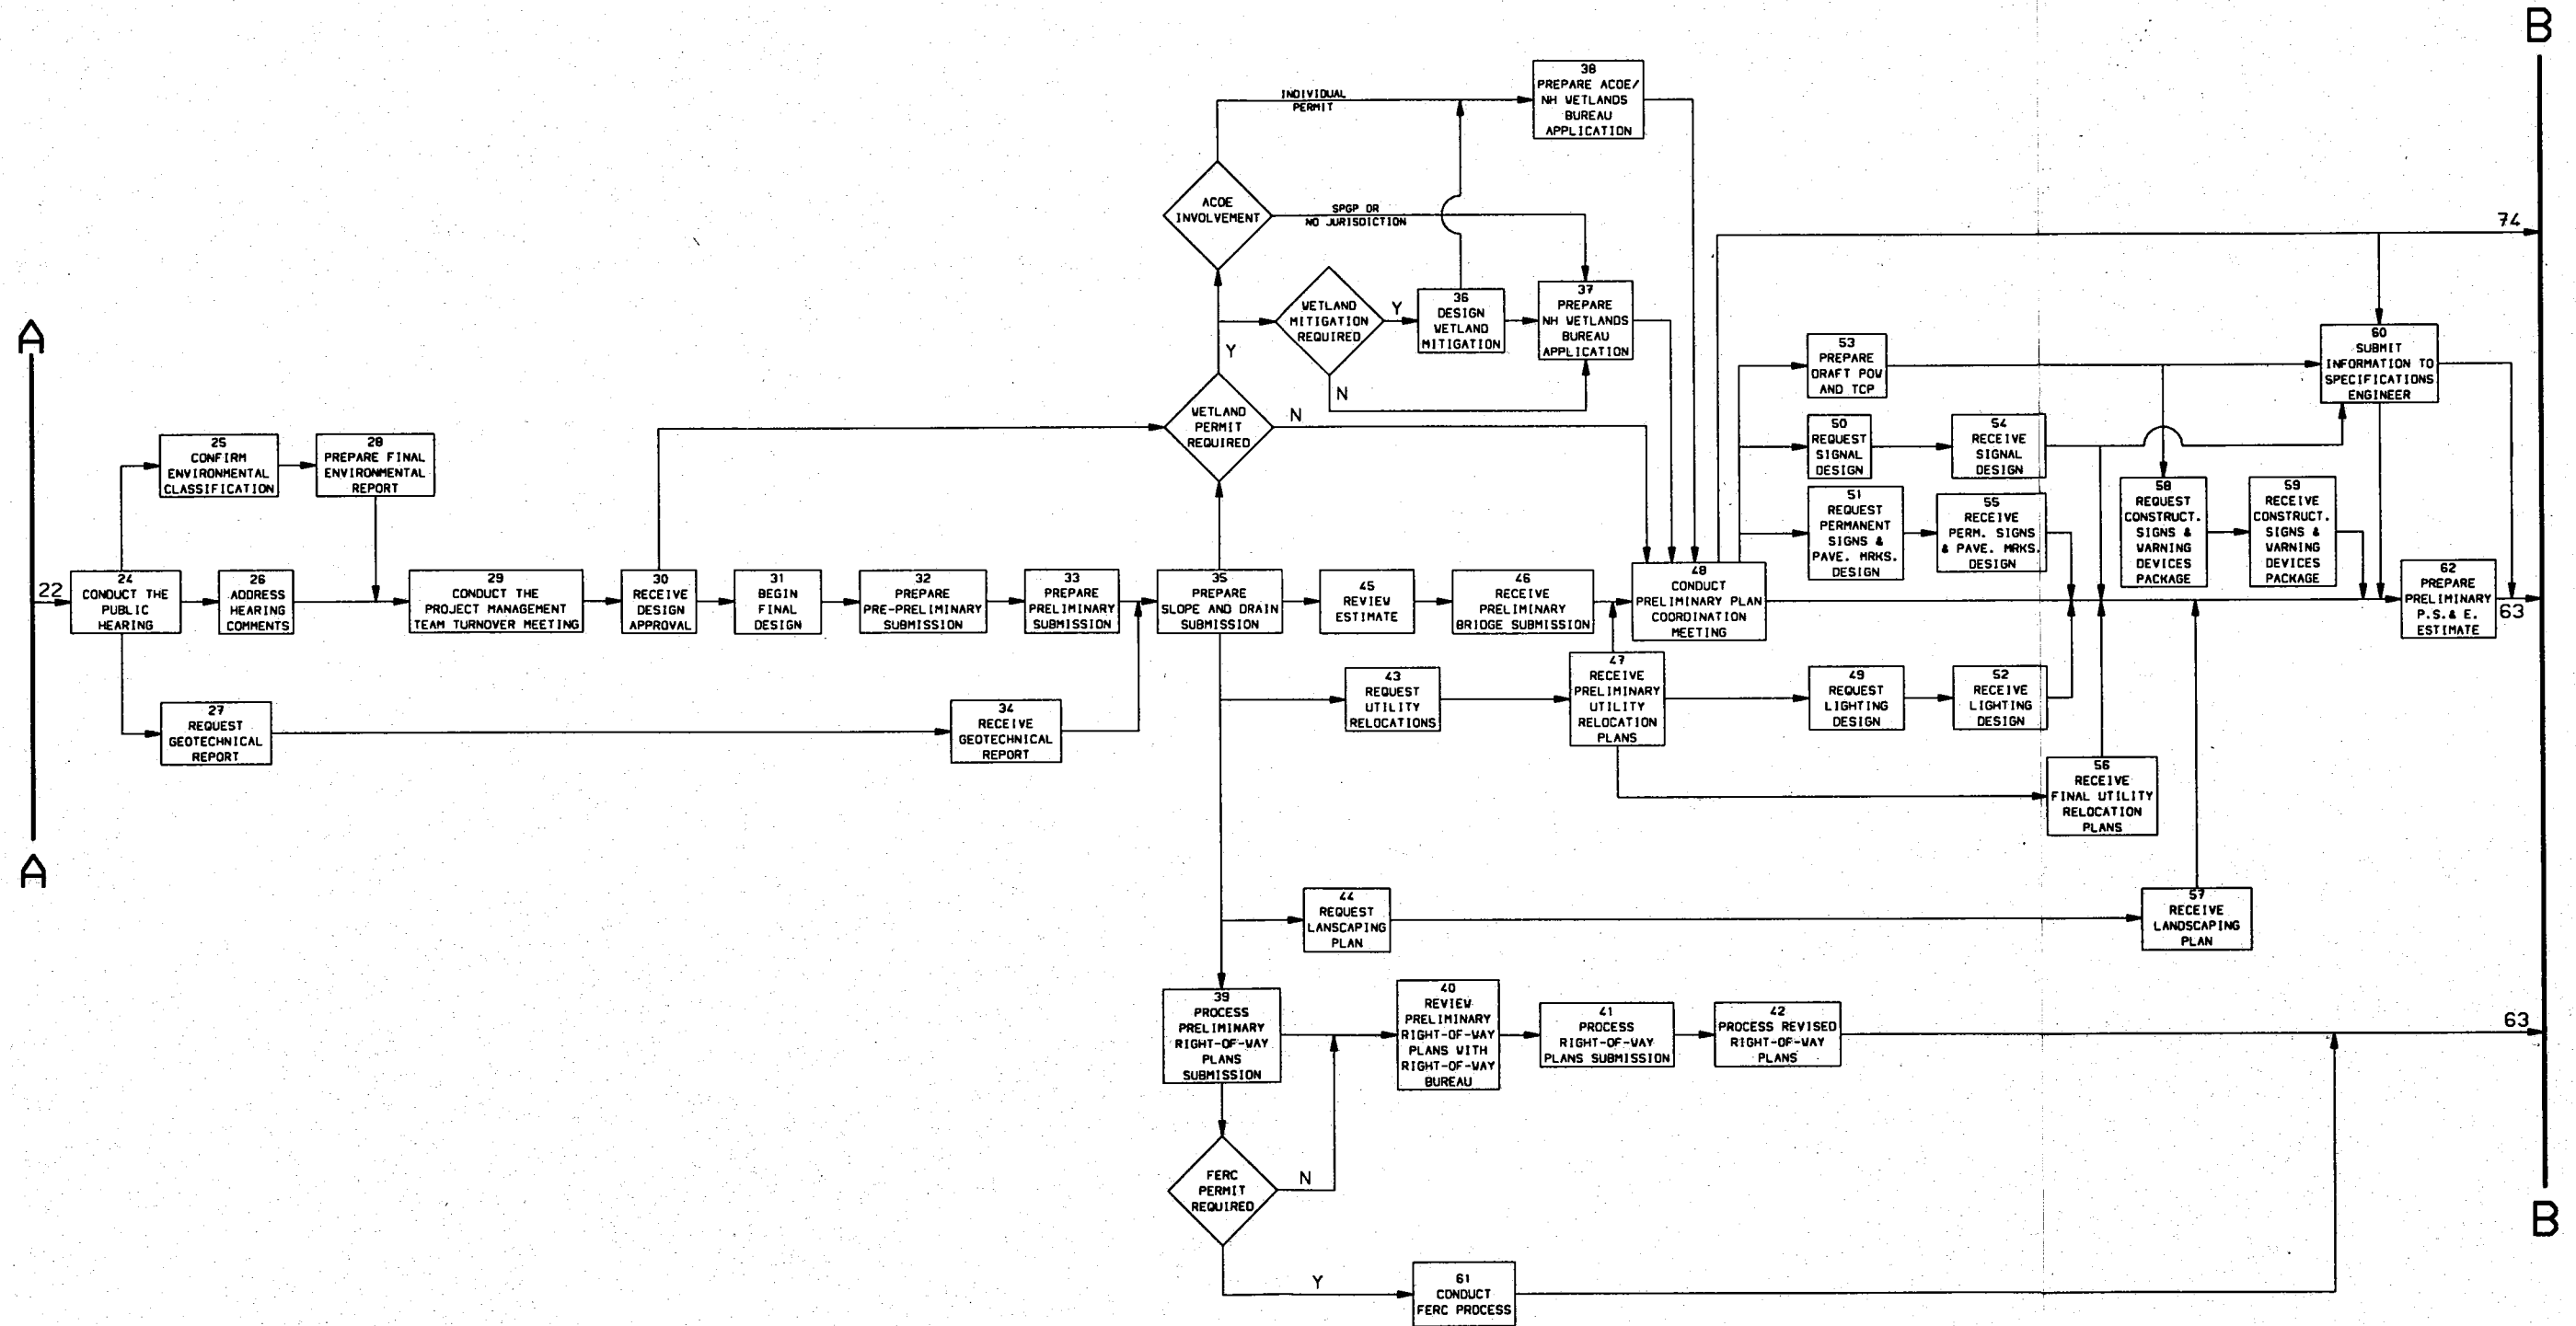 B
38
PREPARE ACOE/
NH WETLANDS
BUREAU
APPLICATION
INDIVIDUAL
PERMIT
ACOE
INVOLVEMENT
SPGP OR
NO JURISDICTION
74
WETLAND
MITIGATION
REQUIRED
Y
36
DESIGN
WETLAND
MITIGATION
37
PREPARE
NH WETLANDS
BUREAU
APPLICATION
A
Y
N
53
PREPARE
DRAFT POW
AND TCP
60
SUBMIT
INFORMATION TO
SPECIFICATIONS
ENGINEER
WETLAND
PERMIT
REQUIRED
N
25
CONFIRM
ENVIRONMENTAL
CLASSIFICATION
28
PREPARE FINAL
ENVIRONMENTAL
REPORT
50
REQUEST
SIGNAL
DESIGN
54
RECEIVE
SIGNAL
DESIGN
51
REQUEST
PERMANENT
SIGNS &
PAVE. MRKS.
DESIGN
55
RECEIVE
PERM. SIGNS
& PAVE. MRKS.
DESIGN
58
REQUEST
CONSTRUCT.
SIGNS &
WARNING
DEVICES
PACKAGE
59
RECEIVE
CONSTRUCT.
SIGNS &
WARNING
DEVICES
PACKAGE
22
24
CONDUCT THE
PUBLIC
HEARING
26
ADDRESS
HEARING
COMMENTS
29
CONDUCT THE
PROJECT MANAGEMENT
TEAM TURNOVER MEETING
30
RECEIVE
DESIGN
APPROVAL
31
BEGIN
FINAL
DESIGN
32
PREPARE
PRE-PRELIMINARY
SUBMISSION
33
PREPARE
PRELIMINARY
SUBMISSION
35
PREPARE
SLOPE AND DRAIN
SUBMISSION
45
REVIEW
ESTIMATE
46
RECEIVE
PRELIMINARY
BRIDGE SUBMISSION
48
CONDUCT
PRELIMINARY PLAN
COORDINATION
MEETING
62
PREPARE
PRELIMINARY
P.S.& E.
ESTIMATE
63
27
REQUEST
GEOTECHNICAL
REPORT
34
RECEIVE
GEOTECHNICAL
REPORT
43
REQUEST
UTILITY
RELOCATIONS
47
RECEIVE
PRELIMINARY
UTILITY
RELOCATION
PLANS
49
REQUEST
LIGHTING
DESIGN
52
RECEIVE
LIGHTING
DESIGN
56
RECEIVE
FINAL UTILITY
RELOCATION
PLANS
A
44
REQUEST
LANSCAPING
PLAN
57
RECEIVE
LANDSCAPING
PLAN
39
PROCESS
PRELIMINARY
RIGHT-OF-WAY
PLANS
SUBMISSION
40
REVIEW
PRELIMINARY
RIGHT-OF-WAY
PLANS WITH
RIGHT-OF-WAY
BUREAU
41
PROCESS
RIGHT-OF-WAY
PLANS SUBMISSION
42
PROCESS REVISED
RIGHT-OF-WAY
PLANS
63
FERC
PERMIT
REQUIRED
N
B
Y
61
CONDUCT
FERC PROCESS